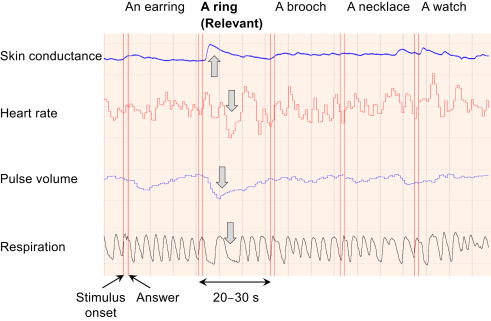 An earring
A ring
(Relevant)
A brooch
A necklace
A watch
Skin conductance
Heart rate
Pulse volume
Respiration
Stimulus
onset
Answer
20–30 s